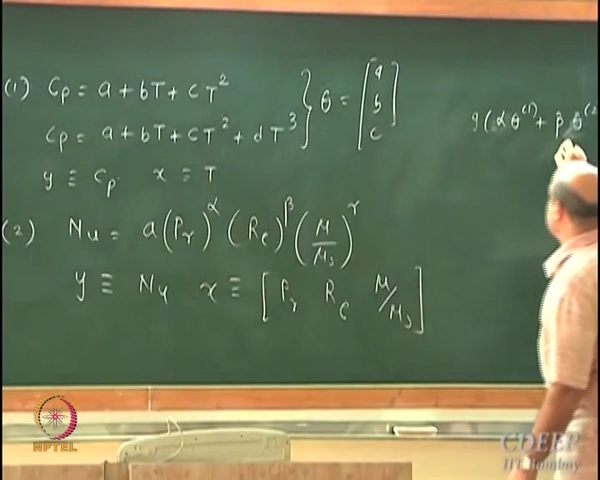 (1) Cp = a + bT + cT²
Cp = a + bT + cT² + dT³ } θ = [a b c]
y ≡ Cp x ≡ T
(2) Nu = a(Pr)^α (Re)^β (μ/μs)^γ
y ≡ Nu x ≡ [Pr Re μ/μs]
g(αθ^(1) + βθ^(2
NPTEL
CDEEP
IIT Bombay